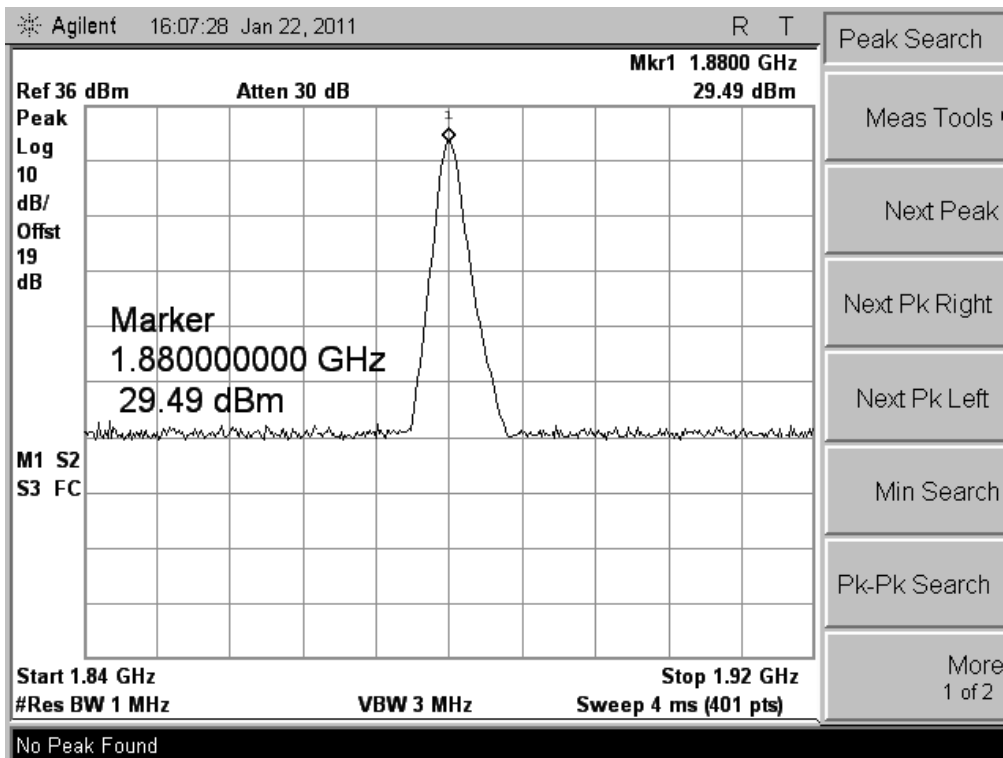 Agilent 16:07:28 Jan 22, 2011 R T
Mkr1 1.8800 GHz
Ref 36 dBm Atten 30 dB 29.49 dBm
Peak
Log
10
dB/
Offst
19
dB
1
Marker
1.880000000 GHz
29.49 dBm
M1 S2
S3 FC
Start 1.84 GHz Stop 1.92 GHz
#Res BW 1 MHz VBW 3 MHz Sweep 4 ms (401 pts)
No Peak Found
Peak Search
Meas Tools
Next Peak
Next Pk Right
Next Pk Left
Min Search
Pk-Pk Search
More
1 of 2